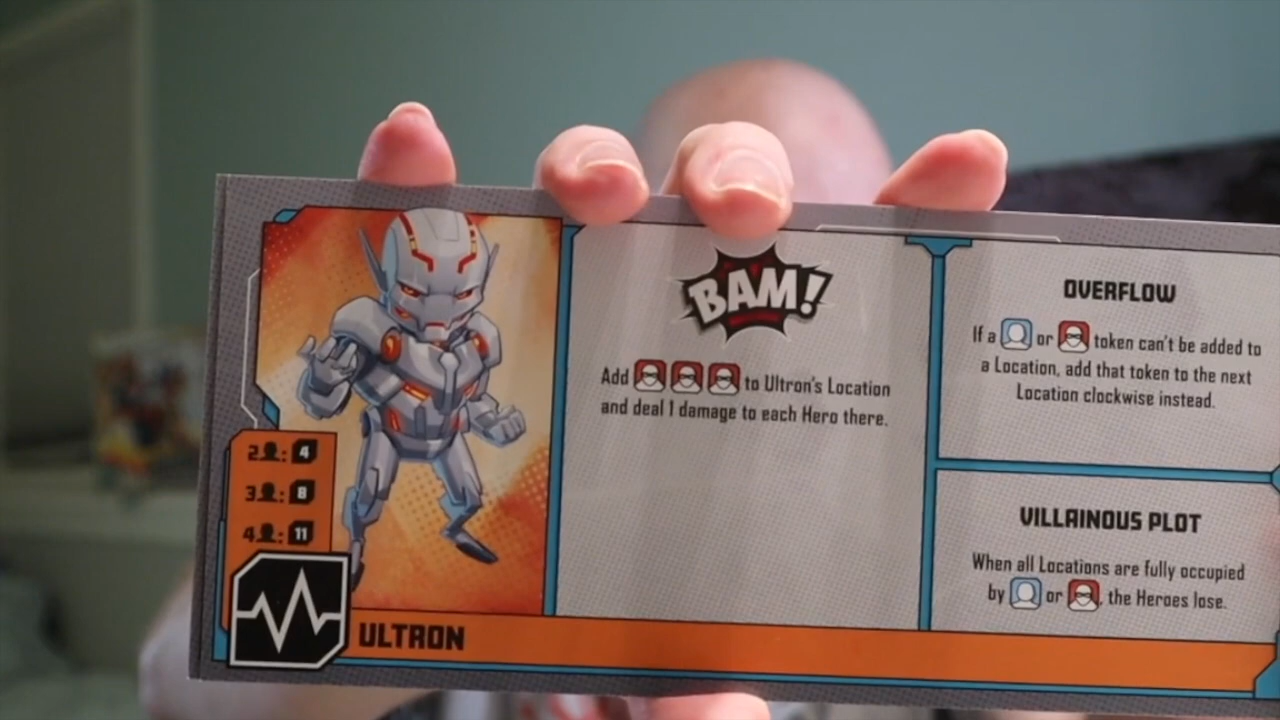 BAM!
Add to Ultron's Location
and deal 1 damage to each Hero there.
OVERFLOW
If a or token can't be added to
a Location, add that token to the next
Location clockwise instead.
VILLAINOUS PLOT
When all Locations are fully occupied
by or , the Heroes lose.
2 : 4
3 : 8
4 : 11
ULTRON